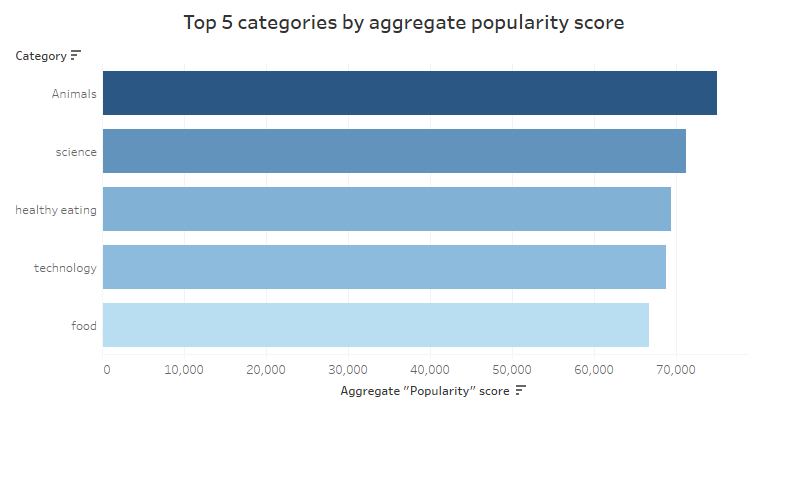 Top 5 categories by aggregate popularity score
Category
Animals
science
healthy eating
technology
food
0 10,000 20,000 30,000 40,000 50,000 60,000 70,000
Aggregate "Popularity" score